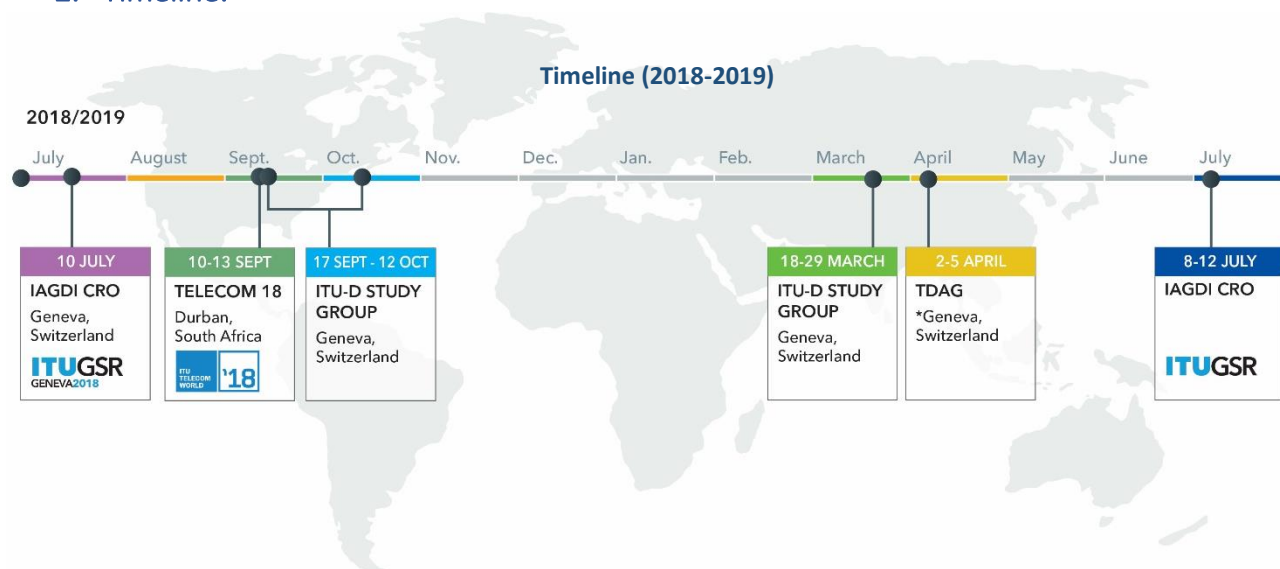 2. Timeline:
Timeline (2018-2019)
2018/2019
July August Sept. Oct. Nov. Dec. Jan. Feb. March April May June July
10 JULY
IAGDI CRO
Geneva,
Switzerland
ITUGSR
GENEVA2018
10-13 SEPT
TELECOM 18
Durban,
South Africa
ITU
TELECOM
WORLD
'18
17 SEPT - 12 OCT
ITU-D STUDY
GROUP
Geneva,
Switzerland
18-29 MARCH
ITU-D STUDY
GROUP
Geneva,
Switzerland
2-5 APRIL
TDAG
*Geneva,
Switzerland
8-12 JULY
IAGDI CRO
ITUGSR